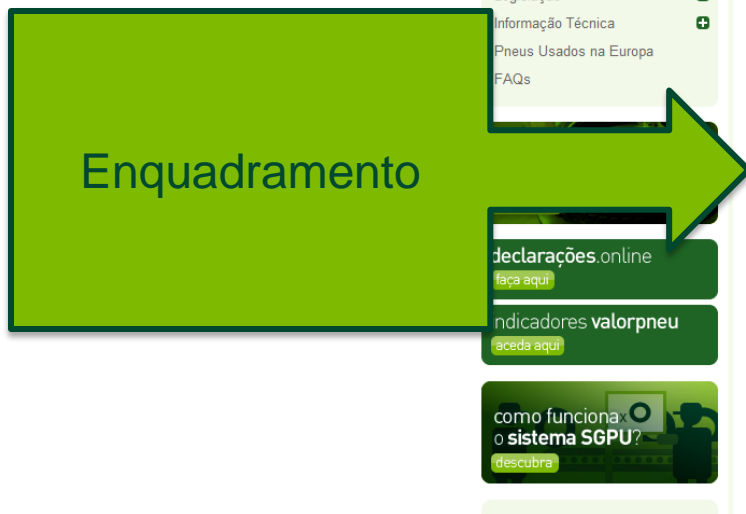 Informação Técnica
Pneus Usados na Europa
FAQs
Enquadramento
declarações.online
faça aqui
indicadores valorpneu
aceda aqui
como funciona
o sistema SGPU?
descubra